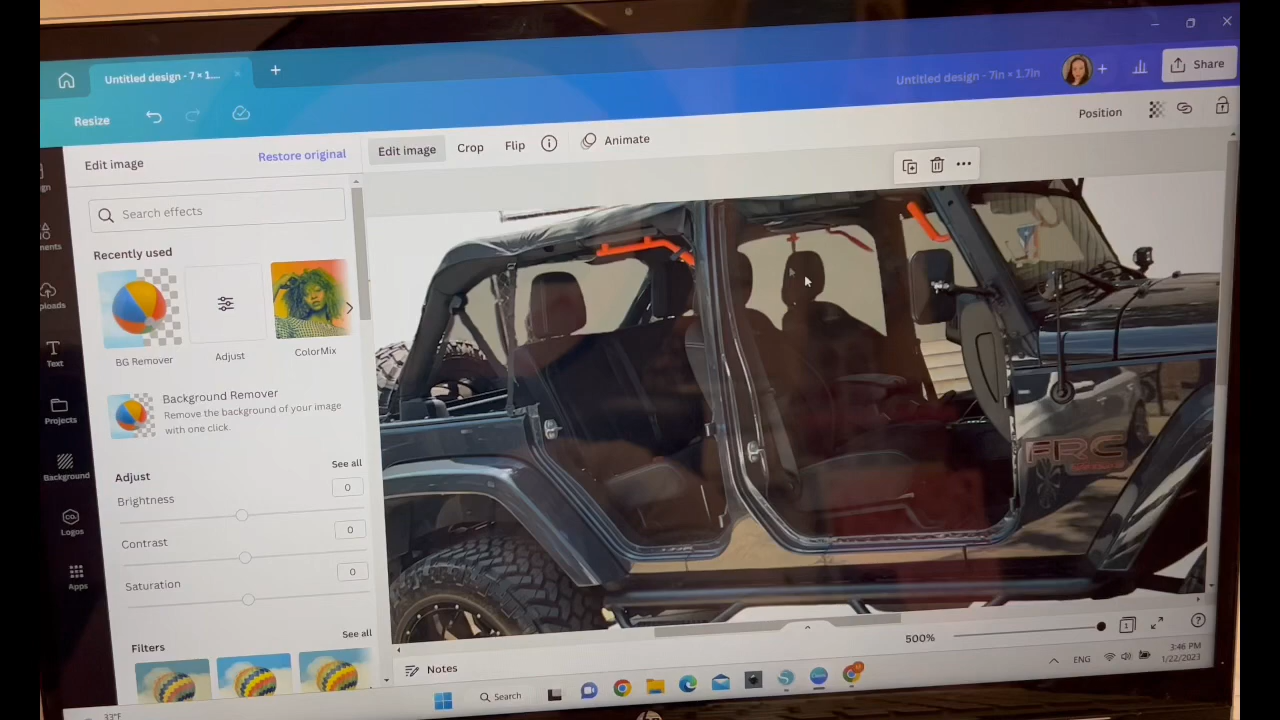 Untitled design - 7 × 1...
Untitled design - 7in × 1.7in
Share
Resize
Position
Edit image
Restore original
Edit image
Crop
Flip
Animate
Search effects
Recently used
BG Remover
Adjust
ColorMix
Background Remover
Remove the background of your image
with one click.
Adjust
See all
Brightness
0
Contrast
0
Saturation
0
Filters
See all
Text
Projects
Background
Logos
Apps
FRC
500%
1
Notes
Search
ENG
3:46 PM
1/22/2023
33°F